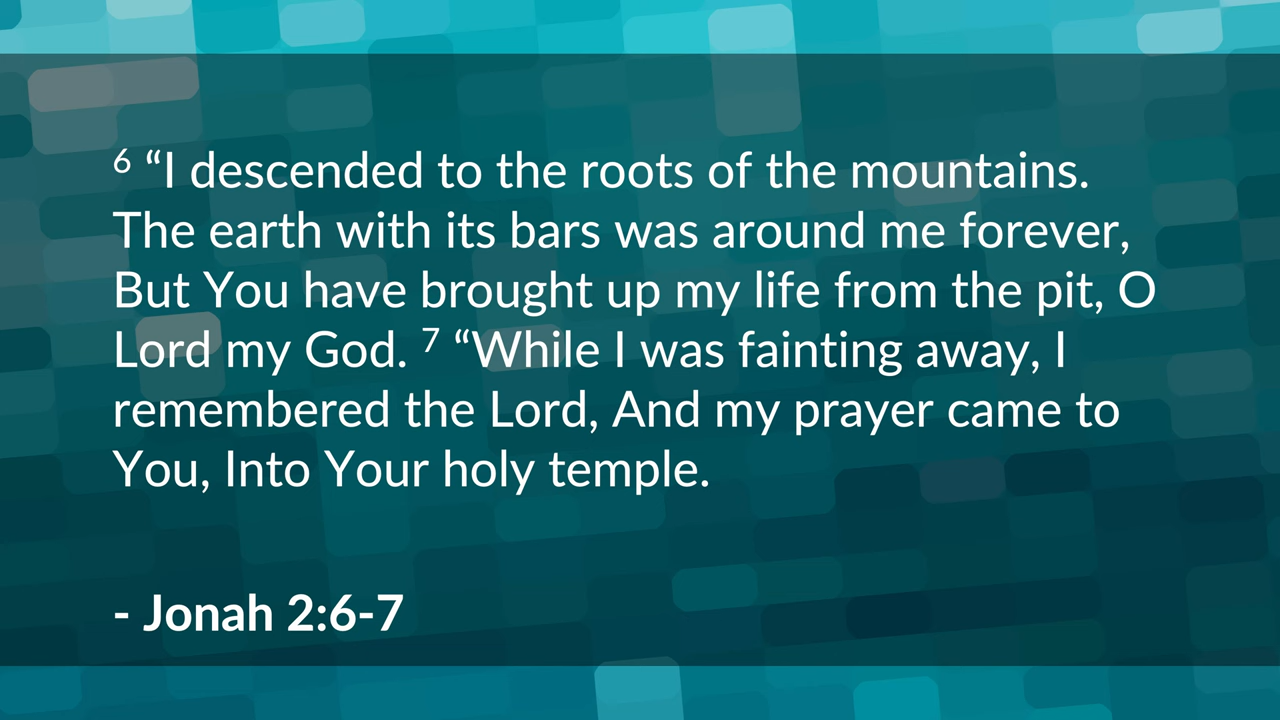 ⁶ “I descended to the roots of the mountains.
The earth with its bars was around me forever,
But You have brought up my life from the pit, O
Lord my God. ⁷ “While I was fainting away, I
remembered the Lord, And my prayer came to
You, Into Your holy temple.
- Jonah 2:6-7